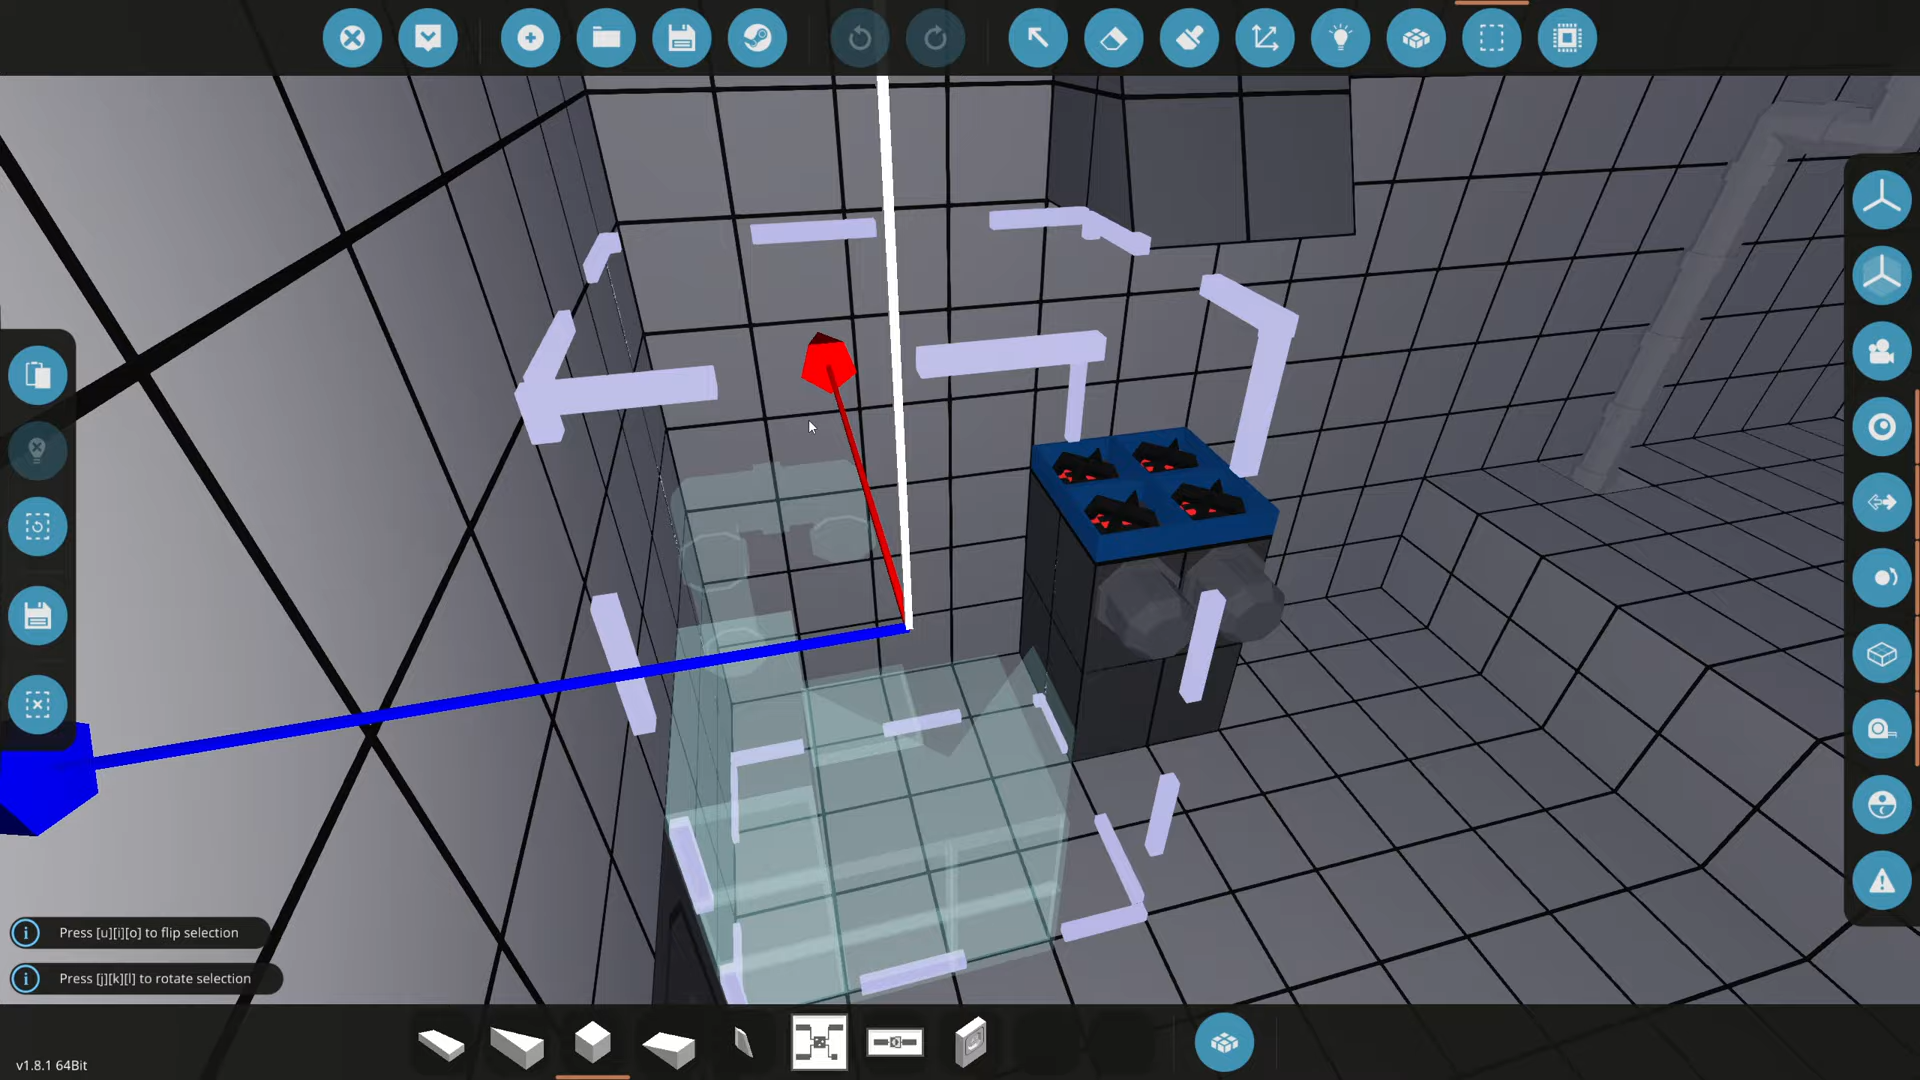 Press [u][i][o] to flip selection
Press [j][k][l] to rotate selection
v1.8.1 64Bit